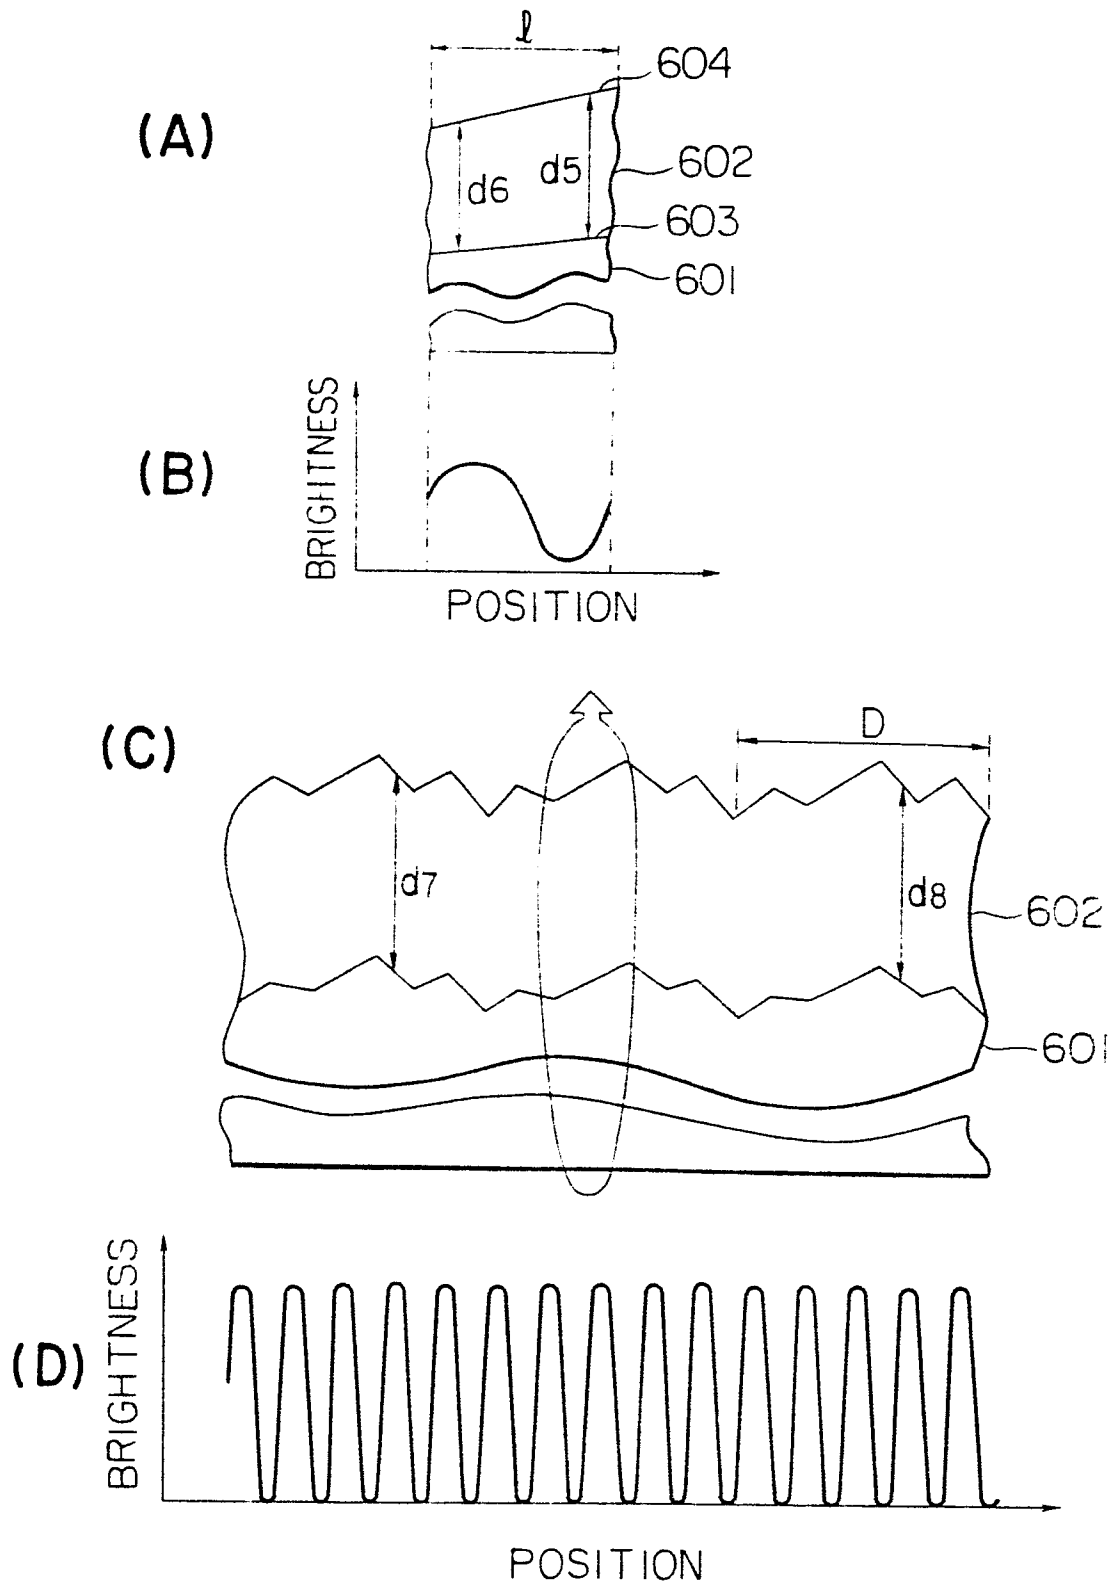 l
604
(A)
d6
d5
602
603
601
BRIGHTNESS
(B)
POSITION
(C)
D
d7
d8
602
601
BRIGHTNESS
(D)
POSITION